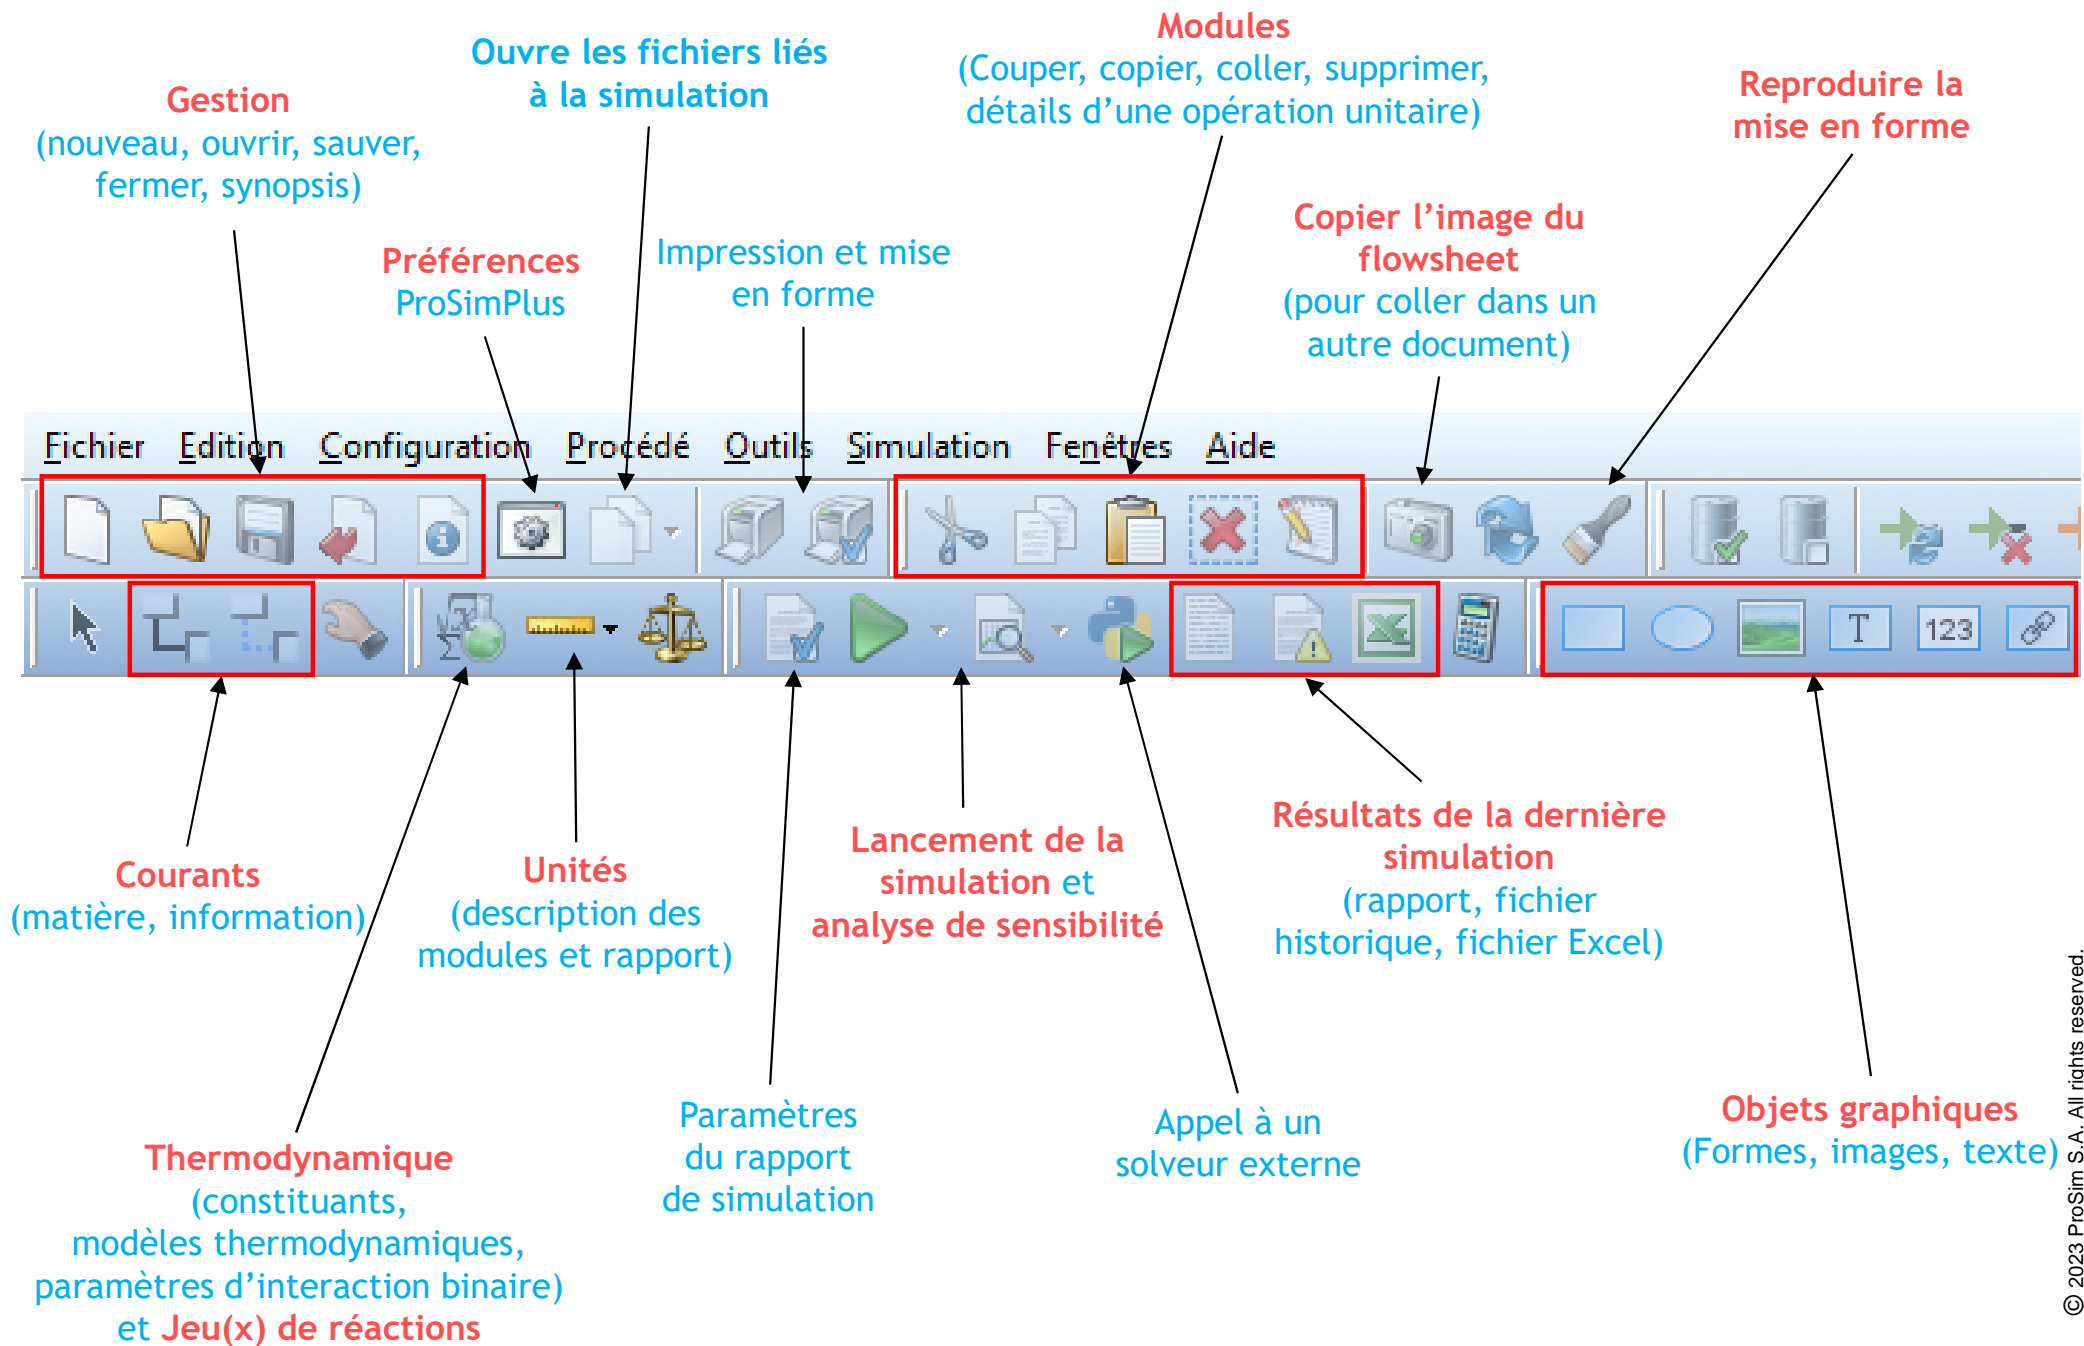 Modules
(Couper, copier, coller, supprimer,
détails d’une opération unitaire)
Ouvre les fichiers liés
à la simulation
Reproduire la
mise en forme
Gestion
(nouveau, ouvrir, sauver,
fermer, synopsis)
Copier l’image du
flowsheet
(pour coller dans un
autre document)
Préférences
ProSimPlus
Impression et mise
en forme
Fichier Edition Configuration Procédé Outils Simulation Fenêtres Aide
T
123
Courants
(matière, information)
Unités
(description des
modules et rapport)
Lancement de la
simulation et
analyse de sensibilité
Résultats de la dernière
simulation
(rapport, fichier
historique, fichier Excel)
Thermodynamique
(constituants,
modèles thermodynamiques,
paramètres d’interaction binaire)
et Jeu(x) de réactions
Paramètres
du rapport
de simulation
Appel à un
solveur externe
Objets graphiques
(Formes, images, texte)
© 2023 ProSim S.A. All rights reserved.